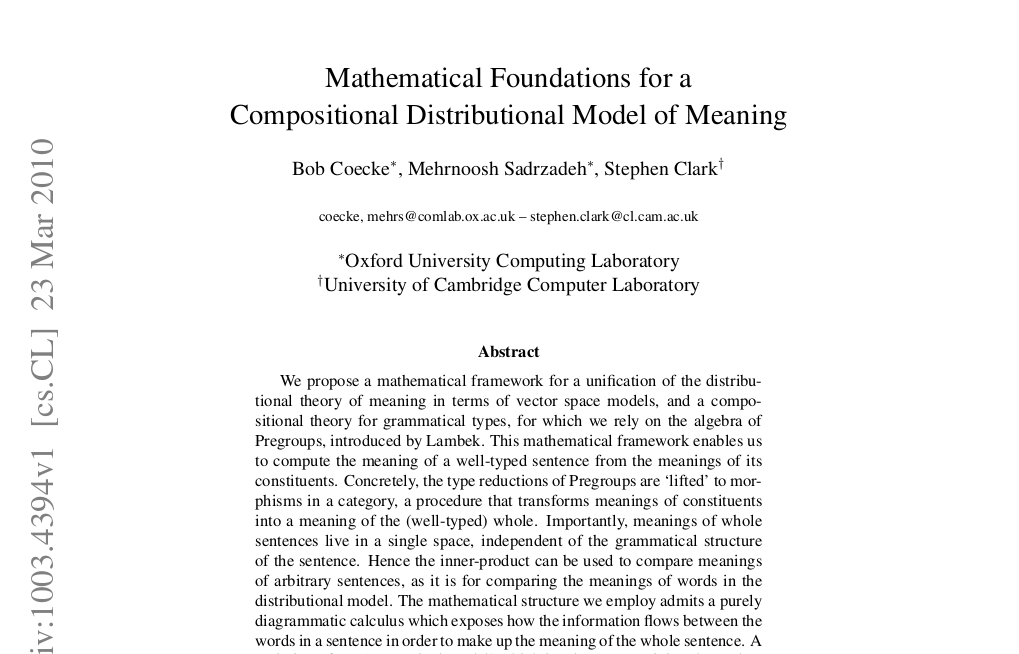 Mathematical Foundations for a
Compositional Distributional Model of Meaning
Bob Coecke∗, Mehrnoosh Sadrzadeh∗, Stephen Clark†
coecke, mehrs@comlab.ox.ac.uk – stephen.clark@cl.cam.ac.uk
∗Oxford University Computing Laboratory
†University of Cambridge Computer Laboratory
Abstract
We propose a mathematical framework for a unification of the distribu-
tional theory of meaning in terms of vector space models, and a compo-
sitional theory for grammatical types, for which we rely on the algebra of
Pregroups, introduced by Lambek. This mathematical framework enables us
to compute the meaning of a well-typed sentence from the meanings of its
constituents. Concretely, the type reductions of Pregroups are ‘lifted’ to mor-
phisms in a category, a procedure that transforms meanings of constituents
into a meaning of the (well-typed) whole. Importantly, meanings of whole
sentences live in a single space, independent of the grammatical structure
of the sentence. Hence the inner-product can be used to compare meanings
of arbitrary sentences, as it is for comparing the meanings of words in the
distributional model. The mathematical structure we employ admits a purely
diagrammatic calculus which exposes how the information flows between the
words in a sentence in order to make up the meaning of the whole sentence. A
iv:1003.4394v1 [cs.CL] 23 Mar 2010